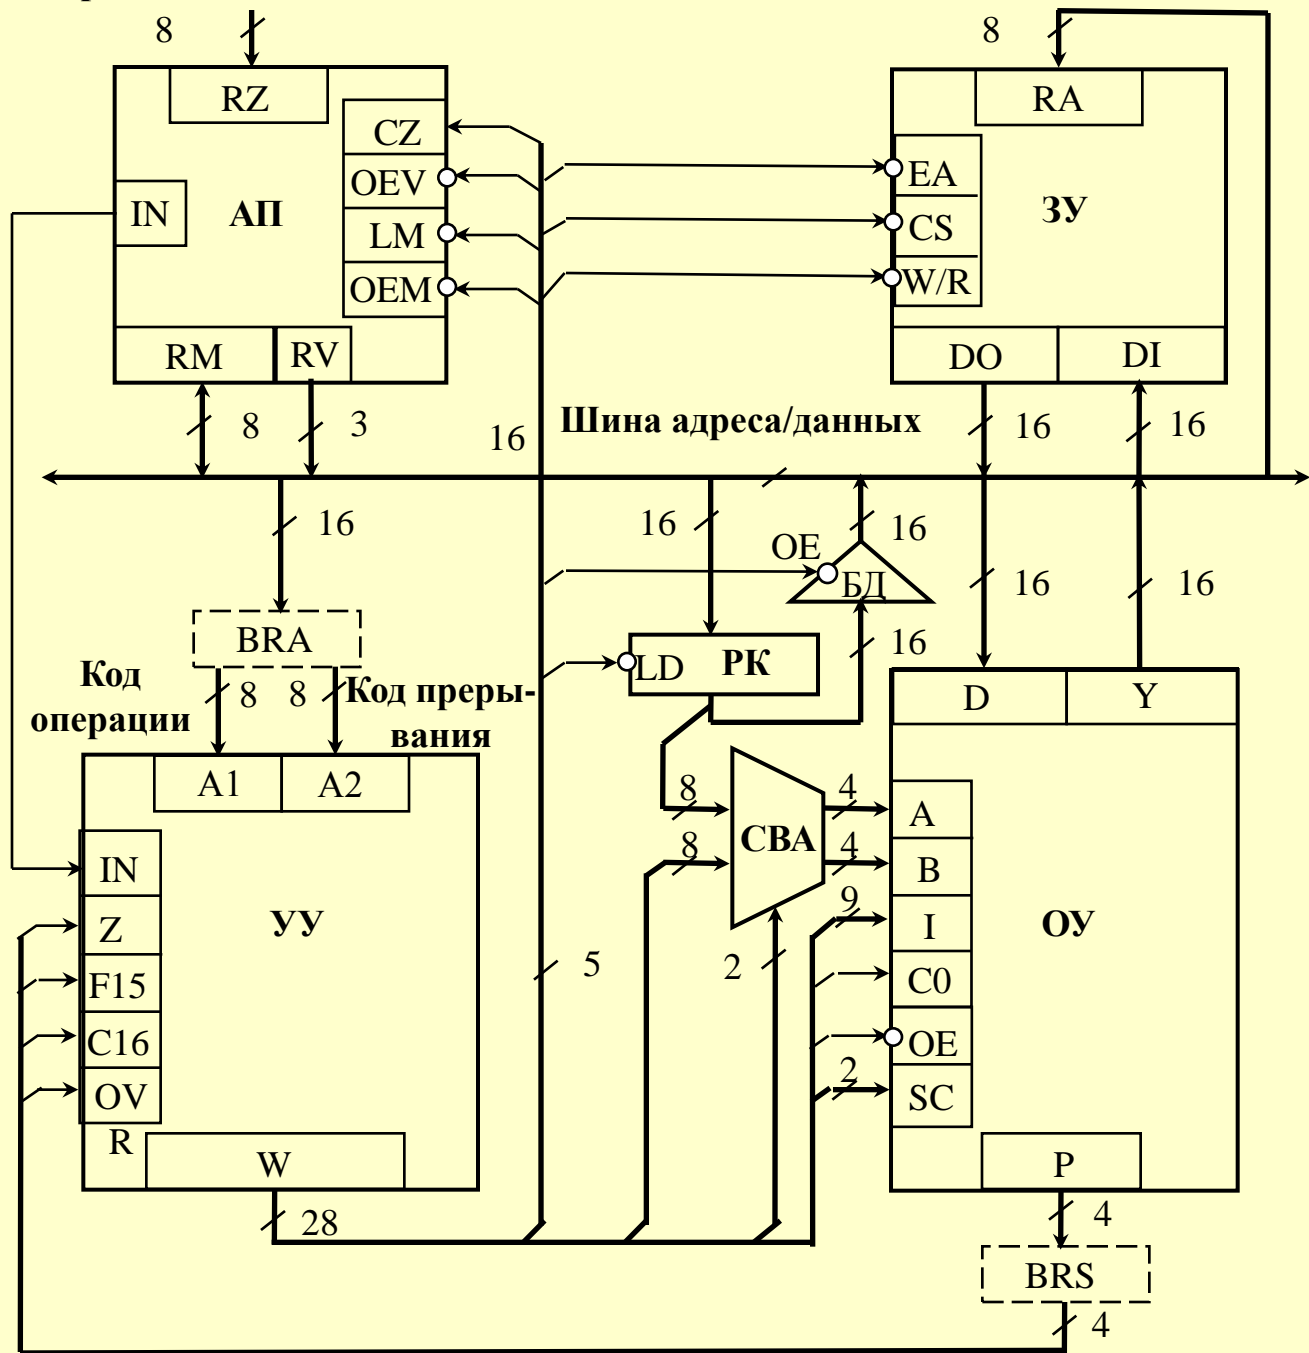 8
8
RZ
RA
CZ
OEV
LM
OEM
IN
АП
EA
CS
W/R
ЗУ
RM
RV
DO
DI
8
3
16
Шина адреса/данных
16
16
16
16
16
OE
БД
16
16
BRA
LD
РК
16
Код
операции
8
8
Код преры-
вания
D
Y
A1
A2
8
8
СВА
4
4
A
B
IN
Z
F15
C16
OV
R
УУ
5
2
9
I
C0
OE
2
SC
ОУ
W
P
28
4
BRS
4